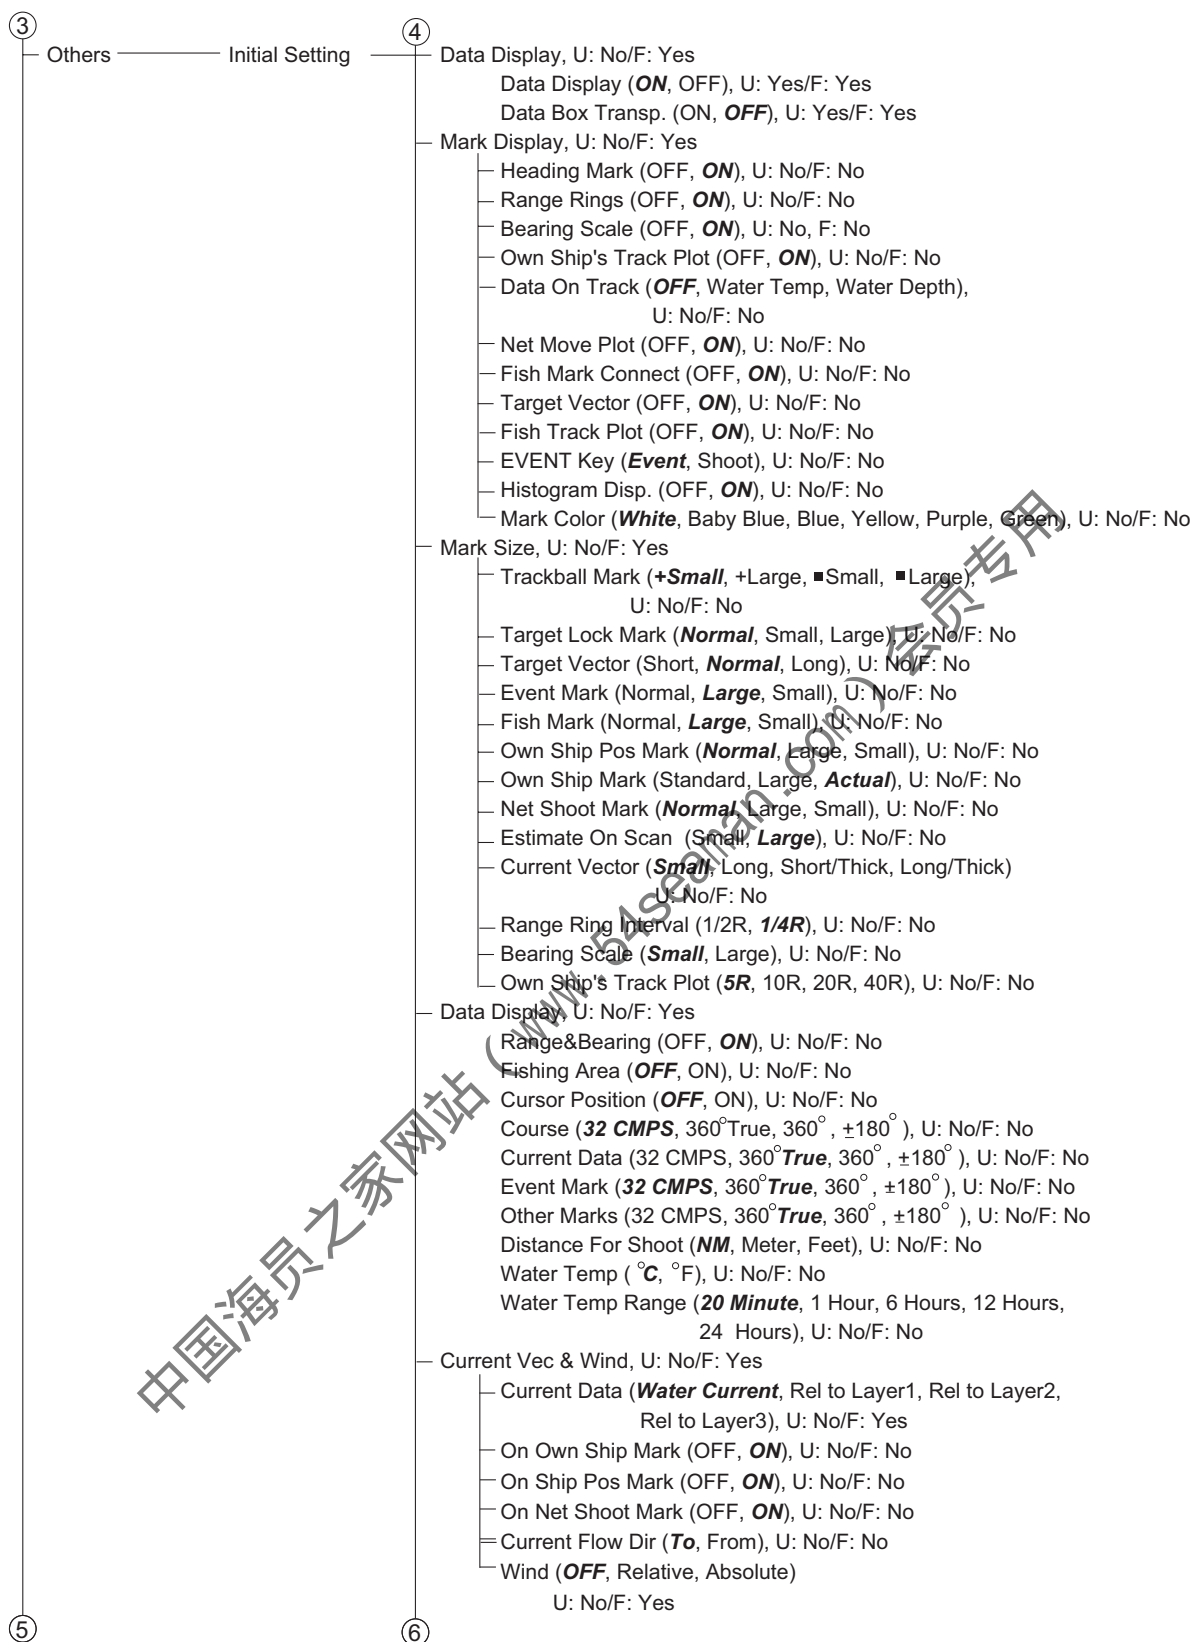 ③
④
Others Initial Setting Data Display, U: No/F: Yes
Data Display (ON, OFF), U: Yes/F: Yes
Data Box Transp. (ON, OFF), U: Yes/F: Yes
Mark Display, U: No/F: Yes
Heading Mark (OFF, ON), U: No/F: No
Range Rings (OFF, ON), U: No/F: No
Bearing Scale (OFF, ON), U: No, F: No
Own Ship's Track Plot (OFF, ON), U: No/F: No
Data On Track (OFF, Water Temp, Water Depth),
U: No/F: No
Net Move Plot (OFF, ON), U: No/F: No
Fish Mark Connect (OFF, ON), U: No/F: No
Target Vector (OFF, ON), U: No/F: No
Fish Track Plot (OFF, ON), U: No/F: No
EVENT Key (Event, Shoot), U: No/F: No
Histogram Disp. (OFF, ON), U: No/F: No
Mark Color (White, Baby Blue, Blue, Yellow, Purple, Green), U: No/F: No
Mark Size, U: No/F: Yes
Trackball Mark (+Small, +Large, ■Small, ■Large),
U: No/F: No
Target Lock Mark (Normal, Small, Large), U: No/F: No
Target Vector (Short, Normal, Long), U: No/F: No
Event Mark (Normal, Large, Small), U: No/F: No
Fish Mark (Normal, Large, Small), U: No/F: No
Own Ship Pos Mark (Normal, Large, Small), U: No/F: No
Own Ship Mark (Standard, Large, Actual), U: No/F: No
Net Shoot Mark (Normal, Large, Small), U: No/F: No
Estimate On Scan (Small, Large), U: No/F: No
Current Vector (Small, Long, Short/Thick, Long/Thick)
U: No/F: No
Range Ring Interval (1/2R, 1/4R), U: No/F: No
Bearing Scale (Small, Large), U: No/F: No
Own Ship's Track Plot (5R, 10R, 20R, 40R), U: No/F: No
Data Display, U: No/F: Yes
Range&Bearing (OFF, ON), U: No/F: No
Fishing Area (OFF, ON), U: No/F: No
Cursor Position (OFF, ON), U: No/F: No
Course (32 CMPS, 360°True, 360°, ±180°), U: No/F: No
Current Data (32 CMPS, 360°True, 360°, ±180°), U: No/F: No
Event Mark (32 CMPS, 360°True, 360°, ±180°), U: No/F: No
Other Marks (32 CMPS, 360°True, 360°, ±180°), U: No/F: No
Distance For Shoot (NM, Meter, Feet), U: No/F: No
Water Temp (°C, °F), U: No/F: No
Water Temp Range (20 Minute, 1 Hour, 6 Hours, 12 Hours,
24 Hours), U: No/F: No
Current Vec & Wind, U: No/F: Yes
Current Data (Water Current, Rel to Layer1, Rel to Layer2,
Rel to Layer3), U: No/F: Yes
On Own Ship Mark (OFF, ON), U: No/F: No
On Ship Pos Mark (OFF, ON), U: No/F: No
On Net Shoot Mark (OFF, ON), U: No/F: No
Current Flow Dir (To, From), U: No/F: No
Wind (OFF, Relative, Absolute)
U: No/F: Yes
⑤
⑥
中国海员之家网站（www.54seaman.com）会员专用